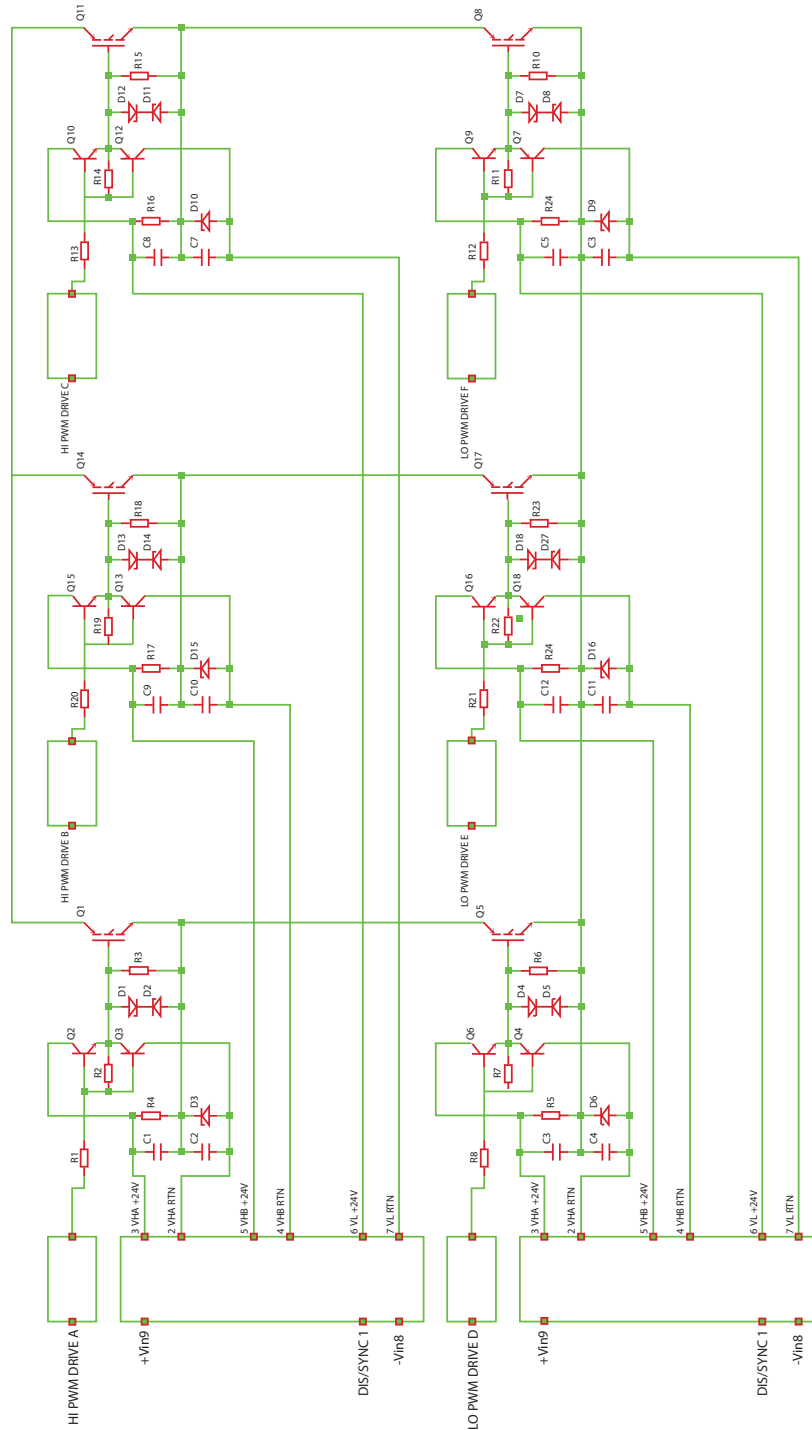 Q11
Q8
R15
D12
D11
Q10
Q12
R14
R16
D10
C8
C7
R13
HI PWM DRIVE C
R10
D7
D8
Q9
Q7
R11
R24
D9
C5
C3
R12
LO PWM DRIVE F
Q14
Q17
R18
D13
D14
Q15
Q13
R19
R17
D15
C9
C10
R20
HI PWM DRIVE B
R23
D18
D27
Q16
Q18
R22
R24
D16
C12
C11
R21
LO PWM DRIVE E
Q1
Q5
R3
D1
D2
Q2
Q3
R2
R4
D3
C1
C2
R1
HI PWM DRIVE A
3 VHA +24V
2 VHA RTN
5 VHB +24V
4 VHB RTN
6 VL +24V
7 VL RTN
+Vin9
DIS/SYNC 1
-Vin8
R6
D4
D5
Q6
Q4
R7
R5
D6
C3
C4
R8
LO PWM DRIVE D
3 VHA +24V
2 VHA RTN
5 VHB +24V
4 VHB RTN
6 VL +24V
7 VL RTN
+Vin9
DIS/SYNC 1
-Vin8